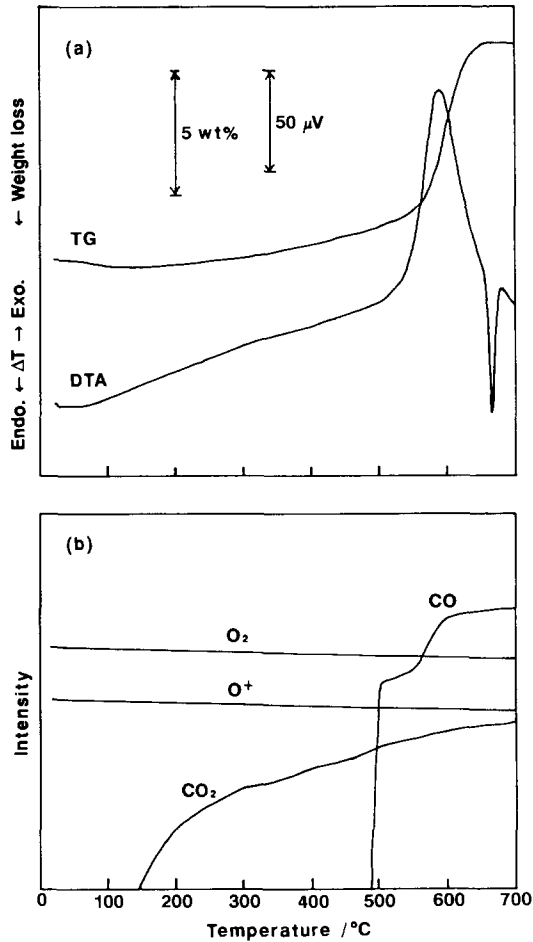 (a)
5 wt%
50 μV
TG
DTA
Endo. ← ΔT → Exo. ← Weight loss
(b)
CO
O₂
O⁺
CO₂
Intensity
0 100 200 300 400 500 600 700
Temperature /°C